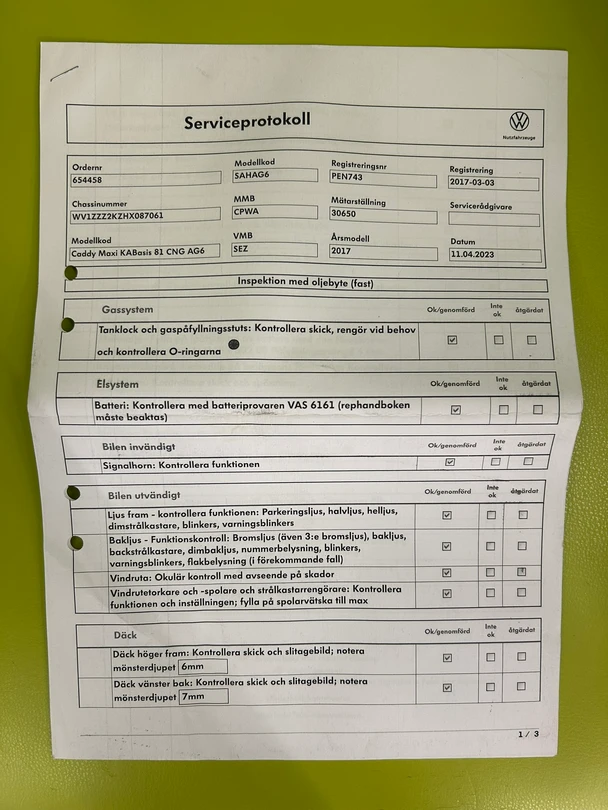 Serviceprotokoll
Nutzfahrzeuge
Ordernr
654458
Modellkod
SAHAG6
Registreringsnr
PEN743
Registrering
2017-03-03
Chassinummer
WV1ZZZ2KZHX087061
MMB
CPWA
Mätarställning
30650
Servicerådgivare
Modellkod
Caddy Maxi KABasis 81 CNG AG6
VMB
SEZ
Årsmodell
2017
Datum
11.04.2023
Inspektion med oljebyte (fast)
Gassystem
Ok/genomförd
Inte
ok
åtgärdat
Tanklock och gaspåfyllningsstuts: Kontrollera skick, rengör vid behov
och kontrollera O-ringarna
Elsystem
Ok/genomförd
Inte
ok
åtgärdat
Batteri: Kontrollera med batteriprovaren VAS 6161 (rephandboken
måste beaktas)
Bilen invändigt
Ok/genomförd
Inte
ok
åtgärdat
Signalhorn: Kontrollera funktionen
Bilen utvändigt
Ok/genomförd
Inte
ok
åtgärdat
Ljus fram - kontrollera funktionen: Parkeringsljus, halvljus, helljus,
dimstrålkastare, blinkers, varningsblinkers
Bakljus - Funktionskontroll: Bromsljus (även 3:e bromsljus), bakljus,
backstrålkastare, dimbakljus, nummerbelysning, blinkers,
varningsblinkers, flakbelysning (i förekommande fall)
Vindruta: Okulär kontroll med avseende på skador
Vindrutetorkare och -spolare och strålkastarrengörare: Kontrollera
funktionen och inställningen; fylla på spolarvätska till max
Däck
Ok/genomförd
Inte
ok
åtgärdat
Däck höger fram: Kontrollera skick och slitagebild; notera
mönsterdjupet 6mm
Däck vänster bak: Kontrollera skick och slitagebild; notera
mönsterdjupet 7mm
1 / 3